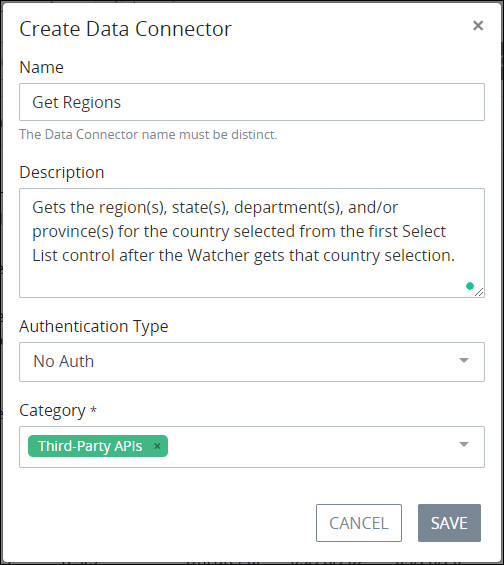 Create Data Connector ×
Name
Get Regions
The Data Connector name must be distinct.
Description
Gets the region(s), state(s), department(s), and/or
province(s) for the country selected from the first Select
List control after the Watcher gets that country selection.
Authentication Type
No Auth
Category *
Third-Party APIs ×
CANCEL SAVE